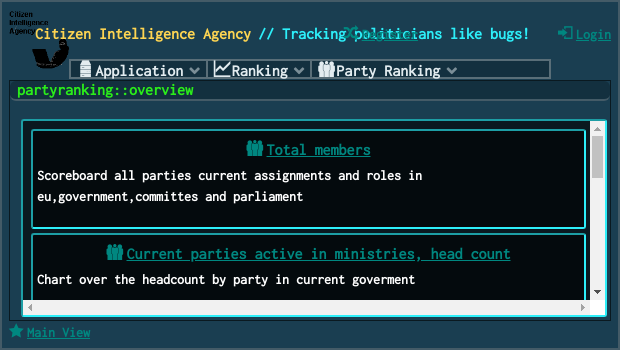 Citizen
Intelligence
Agency
Citizen Intelligence Agency // Tracking politicians like bugs!
Register
Login
Application
Ranking
Party Ranking
partyranking::overview
Total members
Scoreboard all parties current assignments and roles in
eu,government,committes and parliament
Current parties active in ministries, head count
Chart over the headcount by party in current goverment
Main View